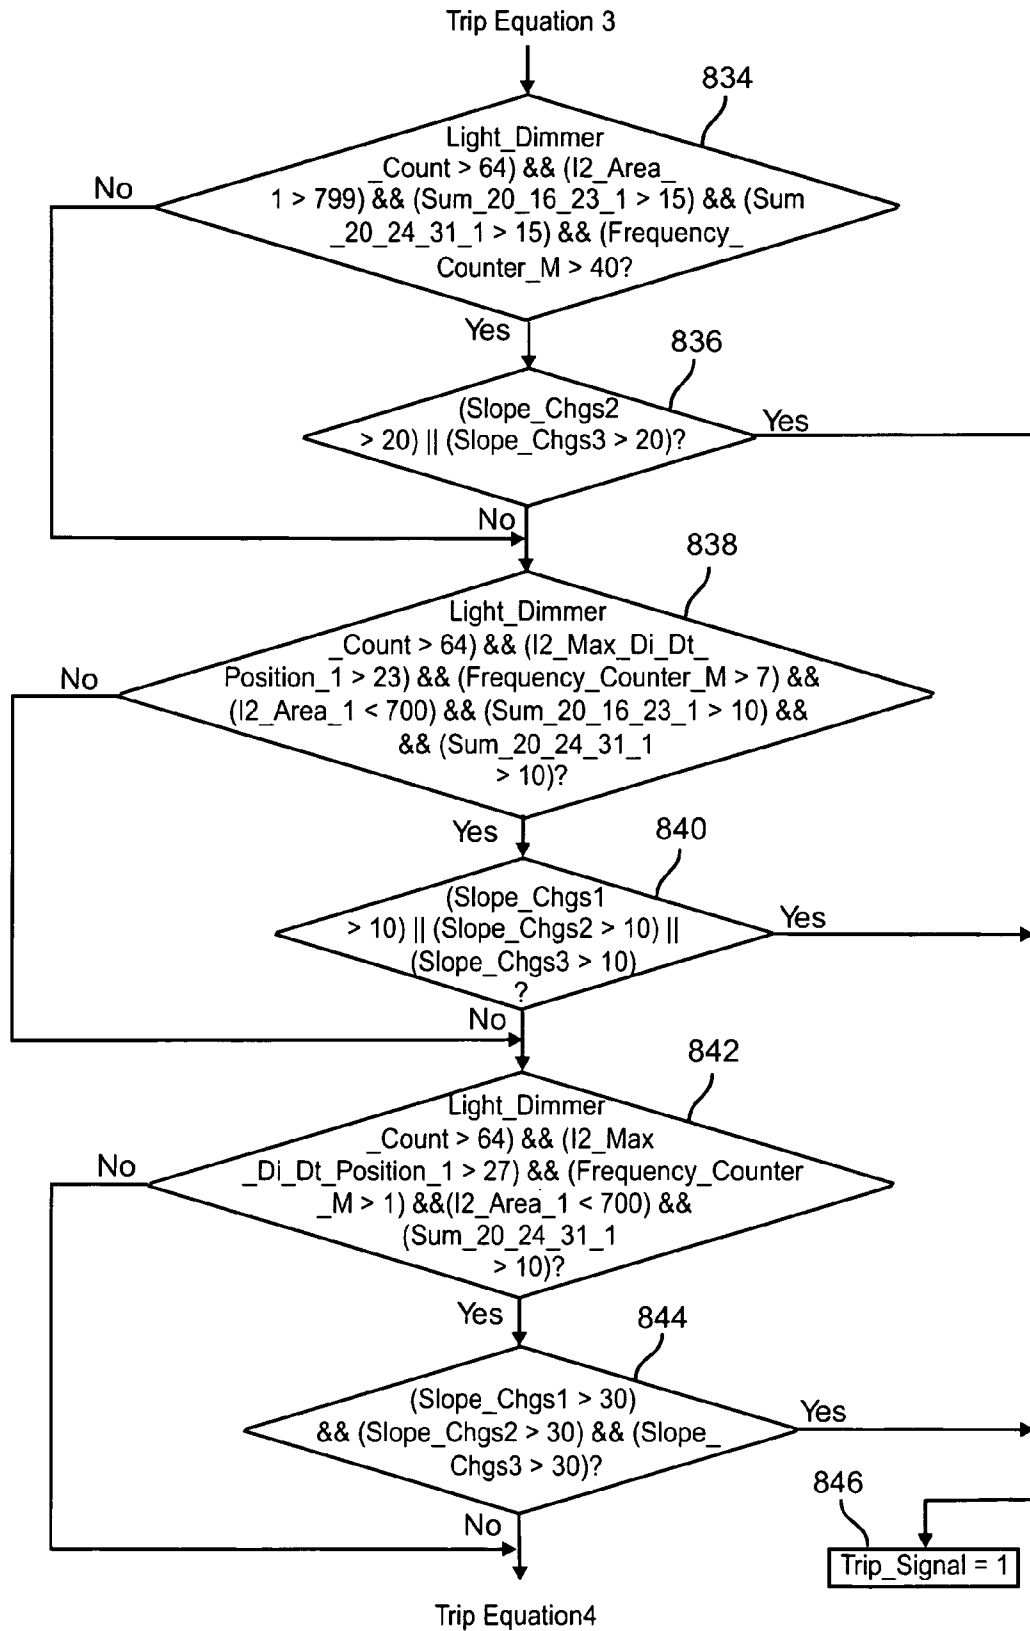 Trip Equation 3
834
Light_Dimmer
_Count > 64) && (I2_Area_
1 > 799) && (Sum_20_16_23_1 > 15) && (Sum
_20_24_31_1 > 15) && (Frequency_
Counter_M > 40?
No
Yes
836
(Slope_Chgs2
> 20) || (Slope_Chgs3 > 20)?
Yes
No
838
Light_Dimmer
_Count > 64) && (I2_Max_Di_Dt_
Position_1 > 23) && (Frequency_Counter_M > 7) &&
(I2_Area_1 < 700) && (Sum_20_16_23_1 > 10) &&
&& (Sum_20_24_31_1
> 10)?
No
Yes
840
(Slope_Chgs1
> 10) || (Slope_Chgs2 > 10) ||
(Slope_Chgs3 > 10)
?
Yes
No
842
Light_Dimmer
_Count > 64) && (I2_Max
_Di_Dt_Position_1 > 27) && (Frequency_Counter
_M > 1) &&(I2_Area_1 < 700) &&
(Sum_20_24_31_1
> 10)?
No
Yes
844
(Slope_Chgs1 > 30)
&& (Slope_Chgs2 > 30) && (Slope_
Chgs3 > 30)?
Yes
No
846
Trip_Signal = 1
Trip Equation4